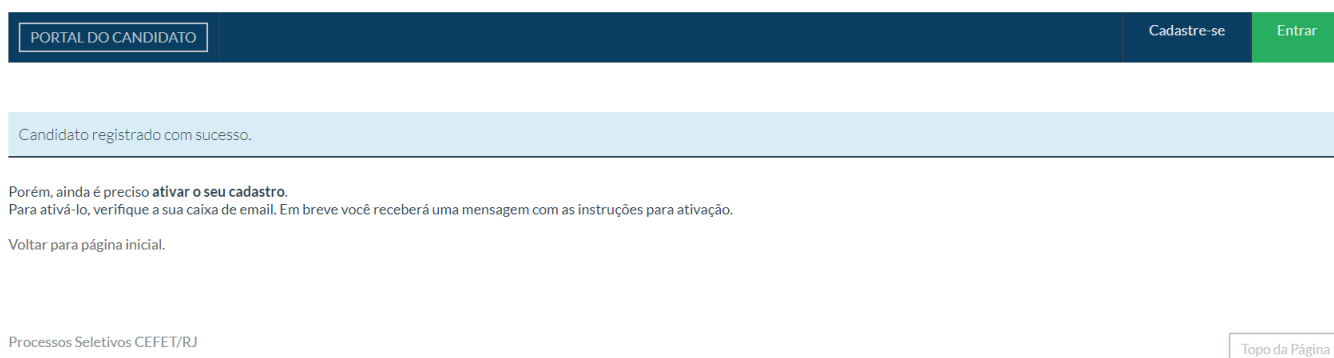 PORTAL DO CANDIDATO
Cadastre-se
Entrar
Candidato registrado com sucesso.
Porém, ainda é preciso ativar o seu cadastro.
Para ativá-lo, verifique a sua caixa de email. Em breve você receberá uma mensagem com as instruções para ativação.
Voltar para página inicial.
Processos Seletivos CEFET/RJ
Topo da Página